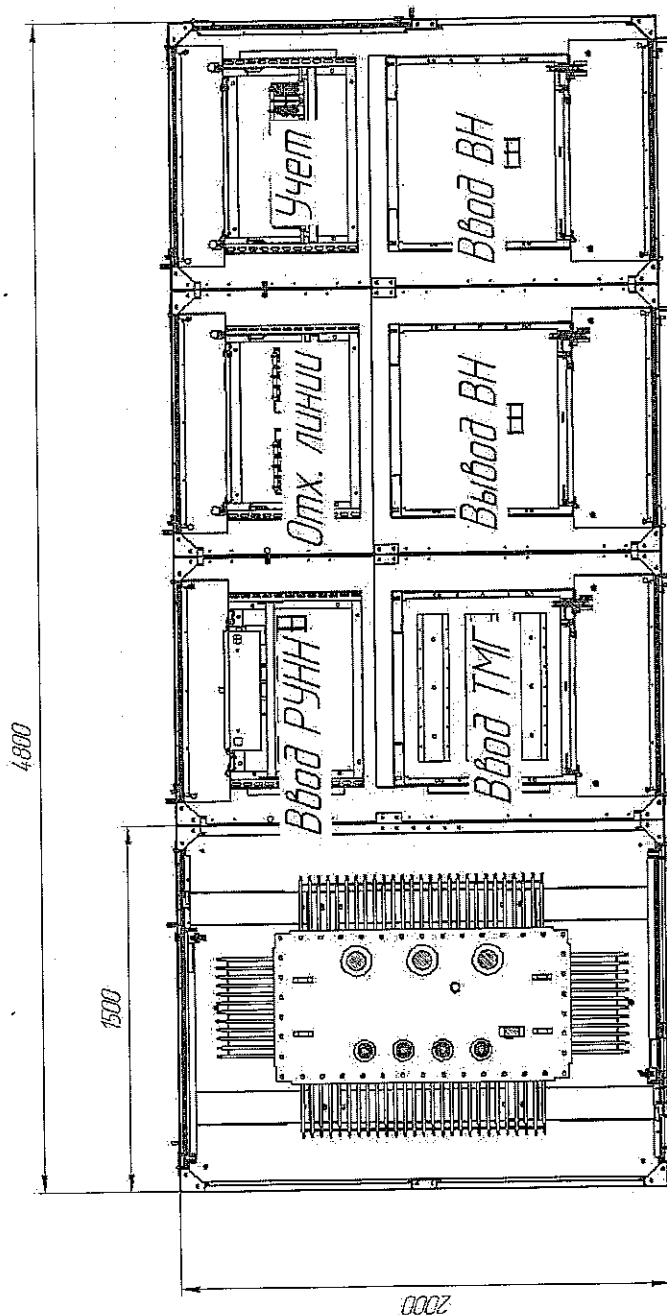 4800
1500
2000
Ввод РУНН
Отх. линии
Учет
Ввод ТМГ
Вывод ВН
Ввод ВН